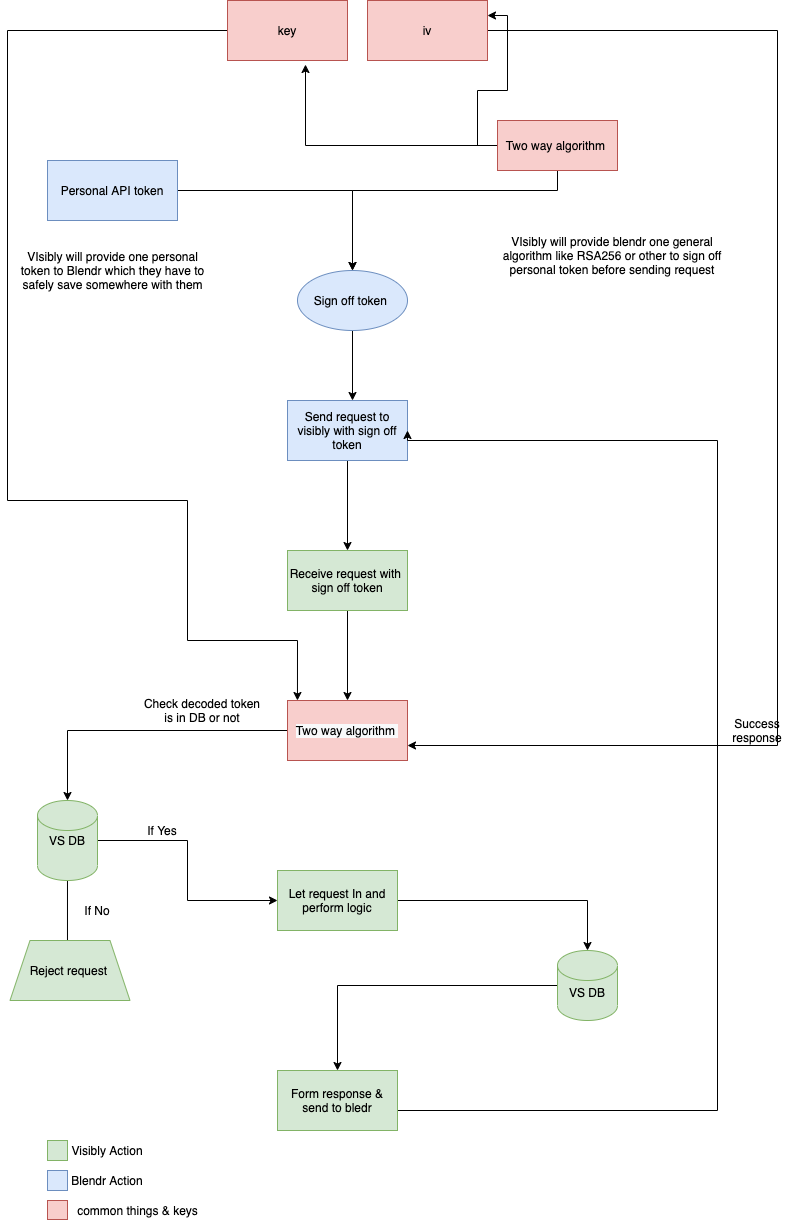 key
iv
Two way algorithm
Personal API token
VIsibly will provide one personal
token to Blendr which they have to
safely save somewhere with them
VIsibly will provide blendr one general
algorithm like RSA256 or other to sign off
personal token before sending request
Sign off token
Send request to
visibly with sign off
token
Receive request with
sign off token
Check decoded token
is in DB or not
Two way algorithm
Success
response
VS DB
If Yes
If No
Let request In and
perform logic
Reject request
VS DB
Form response &
send to bledr
Visibly Action
Blendr Action
common things & keys